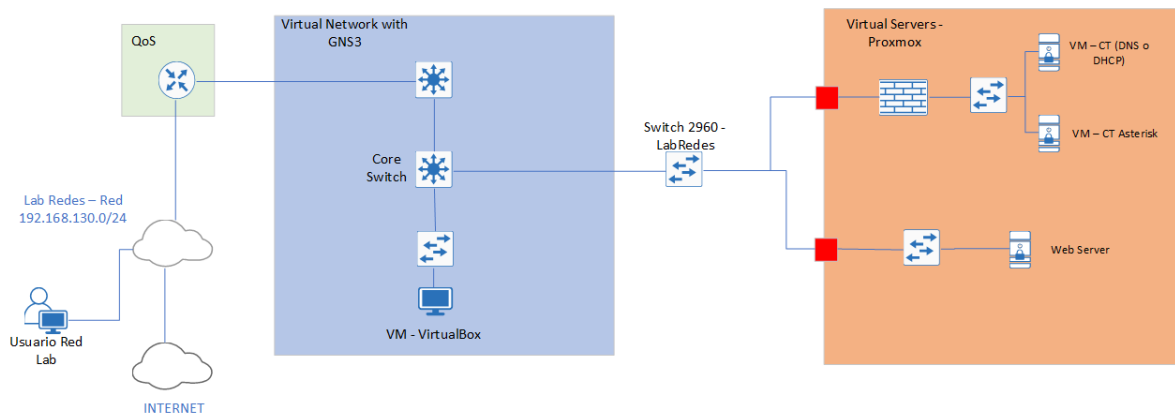 QoS
Virtual Network with
GNS3
Virtual Servers -
Proxmox
VM – CT (DNS o
DHCP)
Switch 2960 -
LabRedes
VM – CT Asterisk
Core
Switch
Lab Redes – Red
192.168.130.0/24
Web Server
VM - VirtualBox
Usuario Red
Lab
INTERNET